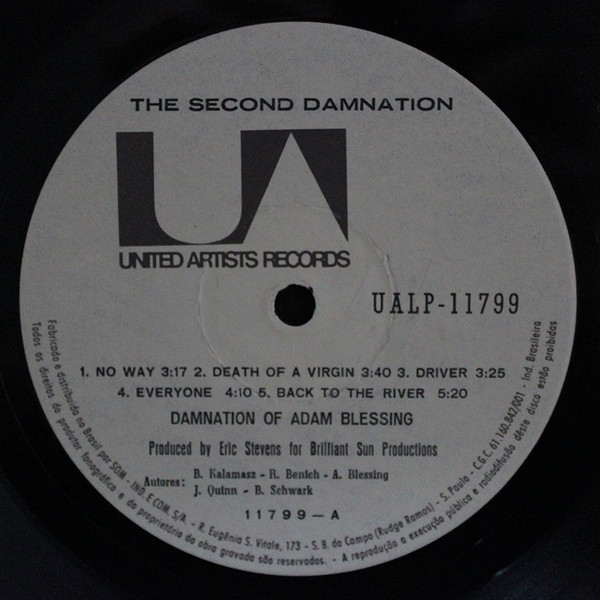 THE SECOND DAMNATION
UA
UNITED ARTISTS RECORDS
UALP-11799
1. NO WAY 3:17 2. DEATH OF A VIRGIN 3:40 3. DRIVER 3:25
4. EVERYONE 4:10 5. BACK TO THE RIVER 5:20
DAMNATION OF ADAM BLESSING
Produced by Eric Stevens for Brilliant Sun Productions
Autores: B. Kalamasz - R. Benich - A. Blessing
J. Quinn - B. Schwark
11799-A
Fabricado e distribuido no Brasil por SOM - IND. E COM. S/A. - R. Eugênia S. Vitale, 173 - S. B. do Campo (Rudge Ramos) - S. Paulo - C.G.C. 61.160.842/001 - Ind. Brasileira
Todos os direitos do produtor fonográfico e do proprietário da obra gravada são reservados. - A reprodução a execução pública e radiodifusão dêste disco estão proibidas